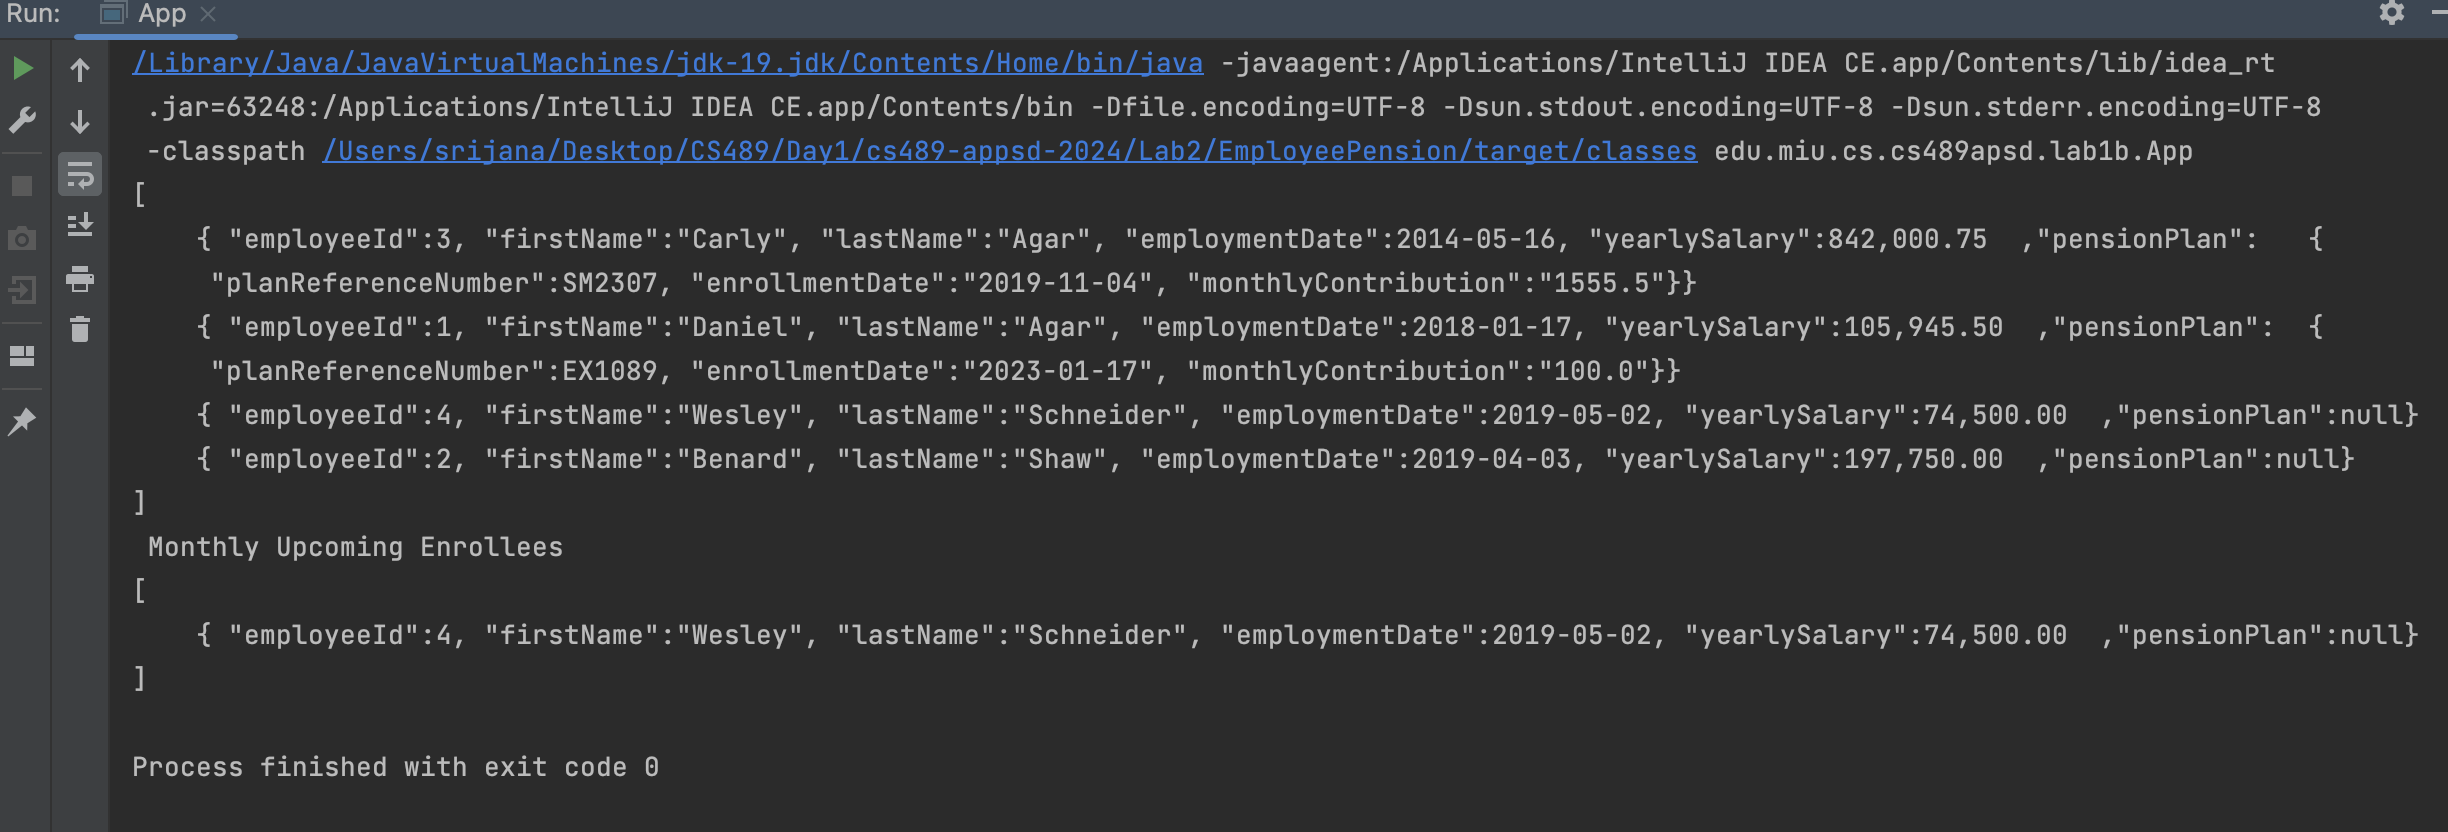 Run: App
/Library/Java/JavaVirtualMachines/jdk-19.jdk/Contents/Home/bin/java -javaagent:/Applications/IntelliJ IDEA CE.app/Contents/lib/idea_rt
.jar=63248:/Applications/IntelliJ IDEA CE.app/Contents/bin -Dfile.encoding=UTF-8 -Dsun.stdout.encoding=UTF-8 -Dsun.stderr.encoding=UTF-8
-classpath /Users/srijana/Desktop/CS489/Day1/cs489-appsd-2024/Lab2/EmployeePension/target/classes edu.miu.cs.cs489apsd.lab1b.App
[
{ "employeeId":3, "firstName":"Carly", "lastName":"Agar", "employmentDate":2014-05-16, "yearlySalary":842,000.75  ,"pensionPlan":   {
"planReferenceNumber":SM2307, "enrollmentDate":"2019-11-04", "monthlyContribution":"1555.5"}}
{ "employeeId":1, "firstName":"Daniel", "lastName":"Agar", "employmentDate":2018-01-17, "yearlySalary":105,945.50  ,"pensionPlan":  {
"planReferenceNumber":EX1089, "enrollmentDate":"2023-01-17", "monthlyContribution":"100.0"}}
{ "employeeId":4, "firstName":"Wesley", "lastName":"Schneider", "employmentDate":2019-05-02, "yearlySalary":74,500.00  ,"pensionPlan":null}
{ "employeeId":2, "firstName":"Benard", "lastName":"Shaw", "employmentDate":2019-04-03, "yearlySalary":197,750.00  ,"pensionPlan":null}
]
Monthly Upcoming Enrollees
[
{ "employeeId":4, "firstName":"Wesley", "lastName":"Schneider", "employmentDate":2019-05-02, "yearlySalary":74,500.00  ,"pensionPlan":null}
]
Process finished with exit code 0